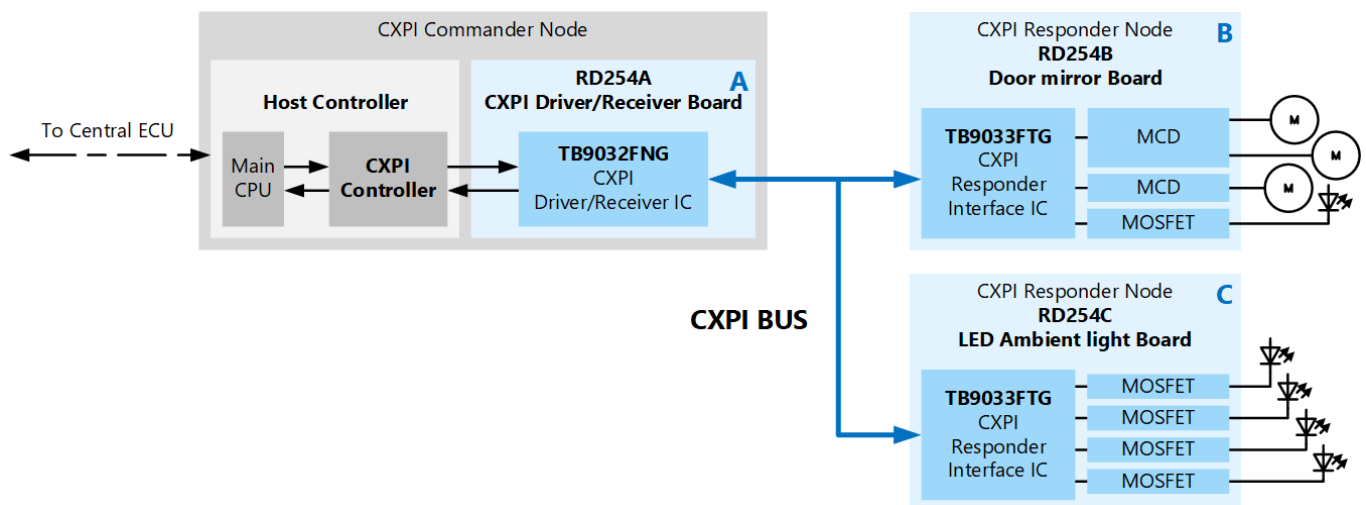 CXPI Commander Node
To Central ECU
Host Controller
Main
CPU
CXPI
Controller
A
RD254A
CXPI Driver/Receiver Board
TB9032FNG
CXPI
Driver/Receiver IC
CXPI BUS
CXPI Responder Node
B
RD254B
Door mirror Board
TB9033FTG
CXPI
Responder
Interface IC
MCD
MCD
MOSFET
M
M
M
CXPI Responder Node
C
RD254C
LED Ambient light Board
TB9033FTG
CXPI
Responder
Interface IC
MOSFET
MOSFET
MOSFET
MOSFET